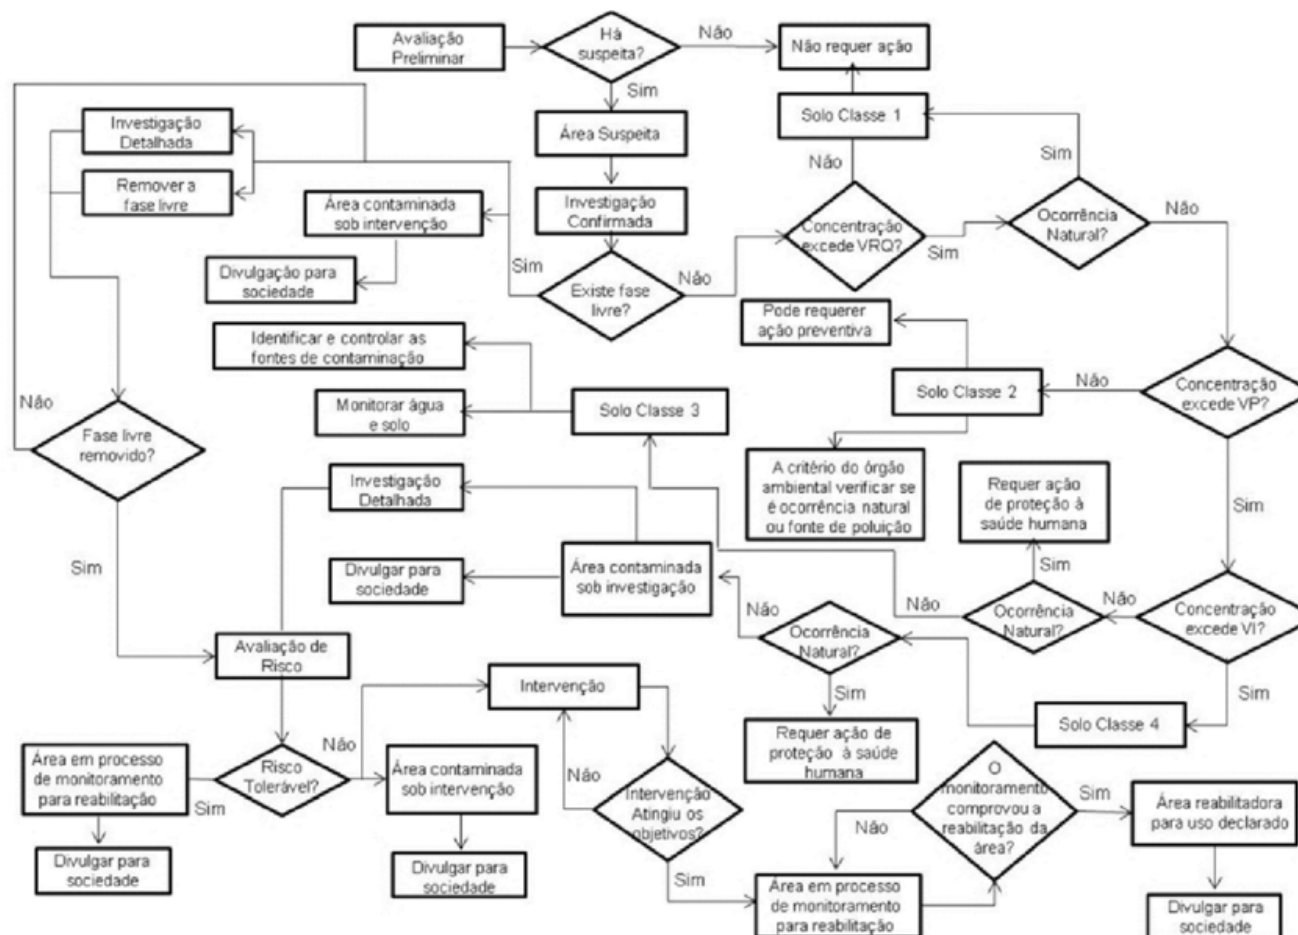 Avaliação
Preliminar
Há
suspeita?
Não
Não requer ação
Sim
Investigação
Detalhada
Solo Classe 1
Área Suspeita
Não
Sim
Remover a
fase livre
Área contaminada
sob intervenção
Investigação
Confirmada
Concentração
excede VRQ?
Sim
Ocorrência
Natural?
Não
Divulgação para
sociedade
Sim
Existe fase
livre?
Não
Pode requerer
ação preventiva
Identificar e controlar as
fontes de contaminação
Não
Monitorar água
e solo
Solo Classe 3
Solo Classe 2
Não
Concentração
excede VP?
Fase livre
removido?
Investigação
Detalhada
A critério do órgão
ambiental verificar se
é ocorrência natural
ou fonte de poluição
Requer ação
de proteção à
saúde humana
Sim
Sim
Divulgar para
sociedade
Área contaminada
sob investigação
Sim
Não
Não
Ocorrência
Natural?
Não
Ocorrência
Natural?
Não
Concentração
excede VI?
Avaliação de
Risco
Intervenção
Sim
Sim
Solo Classe 4
Requer ação de
proteção à saúde
humana
Área em processo
de monitoramento
para reabilitação
Sim
Risco
Tolerável?
Não
Área contaminada
sob intervenção
Não
Intervenção
Atingiu os
objetivos?
O
monitoramento
comprovou a
reabilitação da
área?
Sim
Não
Área reabilitadora
para uso declarado
Divulgar para
sociedade
Divulgar para
sociedade
Sim
Área em processo
de monitoramento
para reabilitação
Divulgar para
sociedade